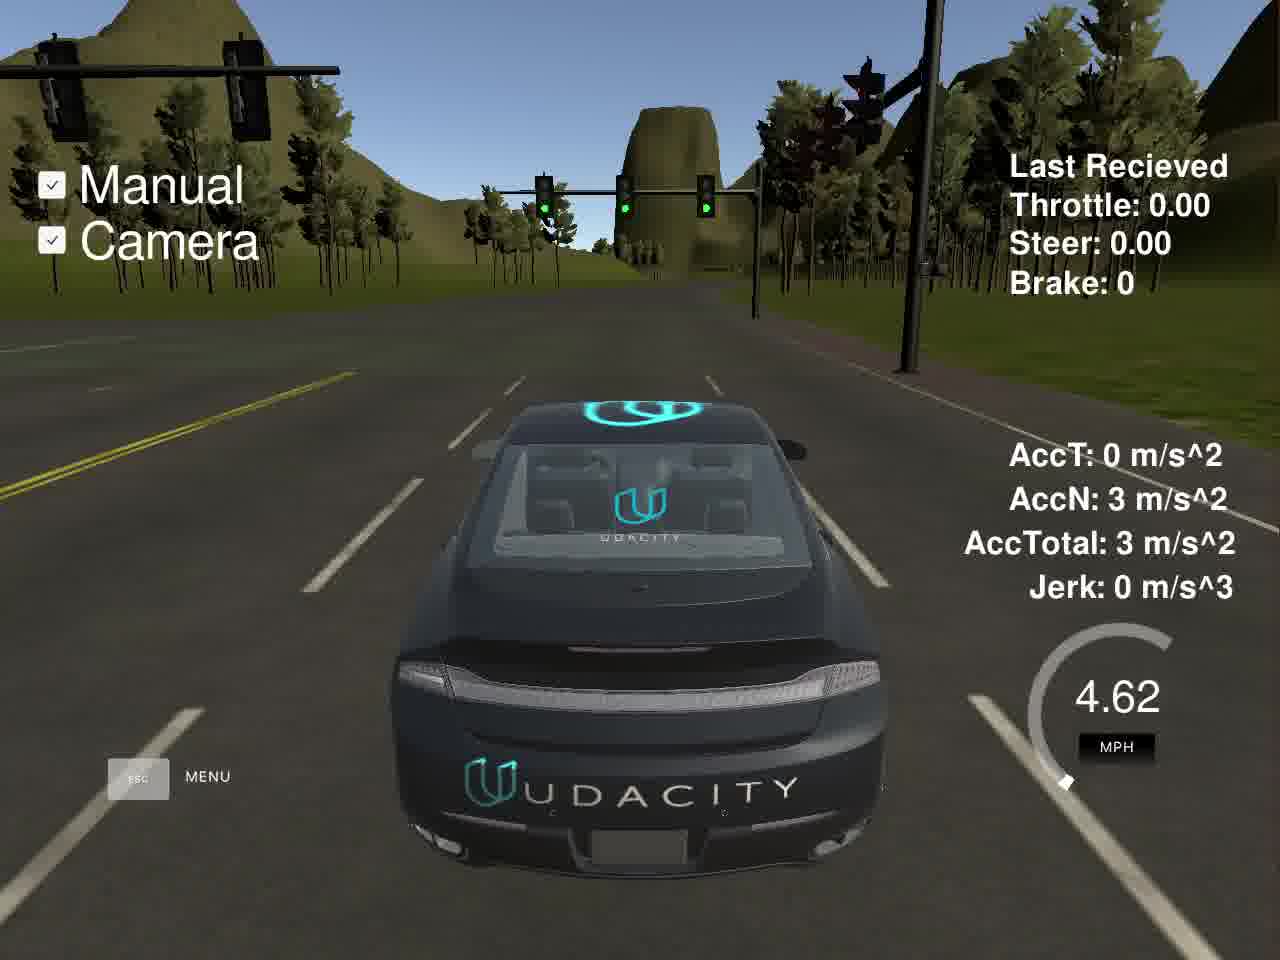 Manual
Camera
Last Recieved
Throttle: 0.00
Steer: 0.00
Brake: 0
AccT: 0 m/s^2
AccN: 3 m/s^2
AccTotal: 3 m/s^2
Jerk: 0 m/s^3
4.62
MPH
ESC MENU
UDACITY
UDACITY